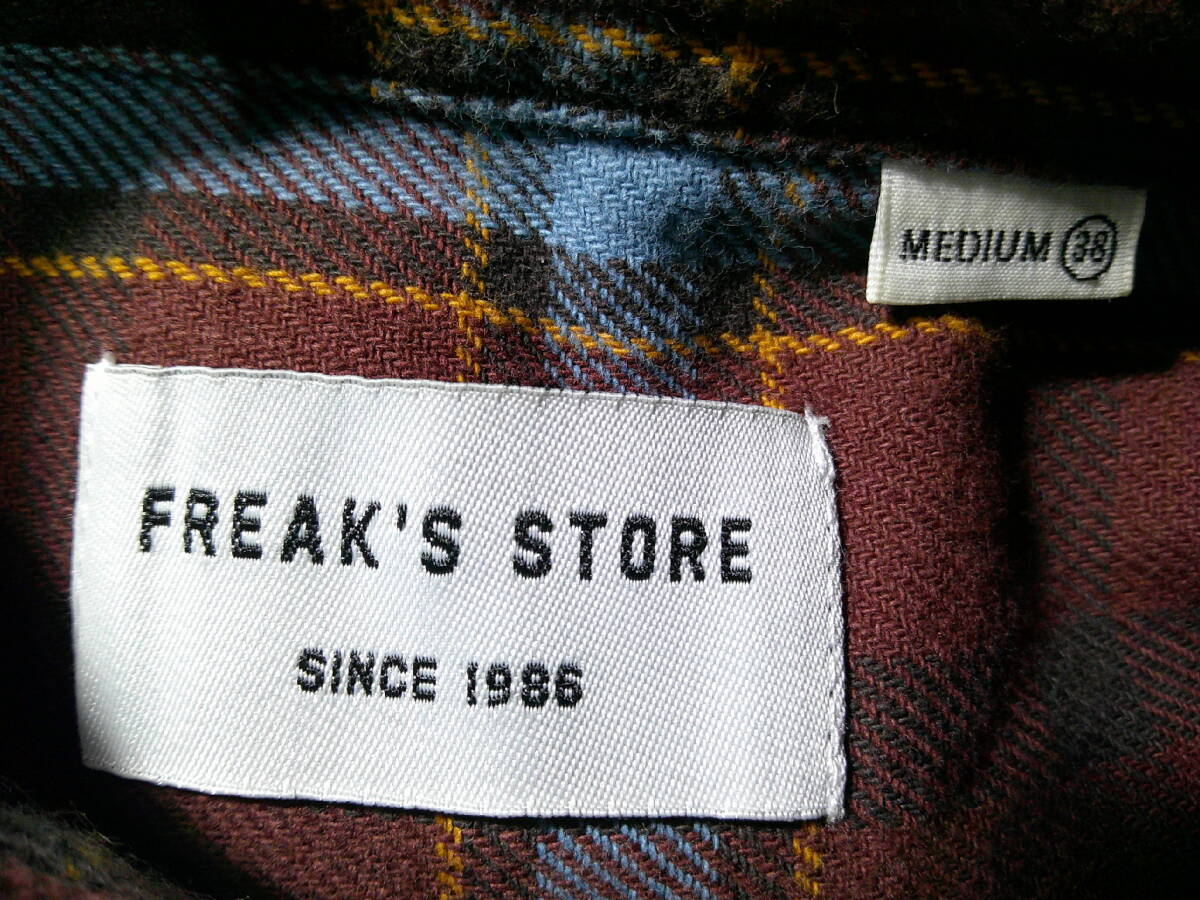 MEDIUM 38
FREAK'S STORE
SINCE 1986